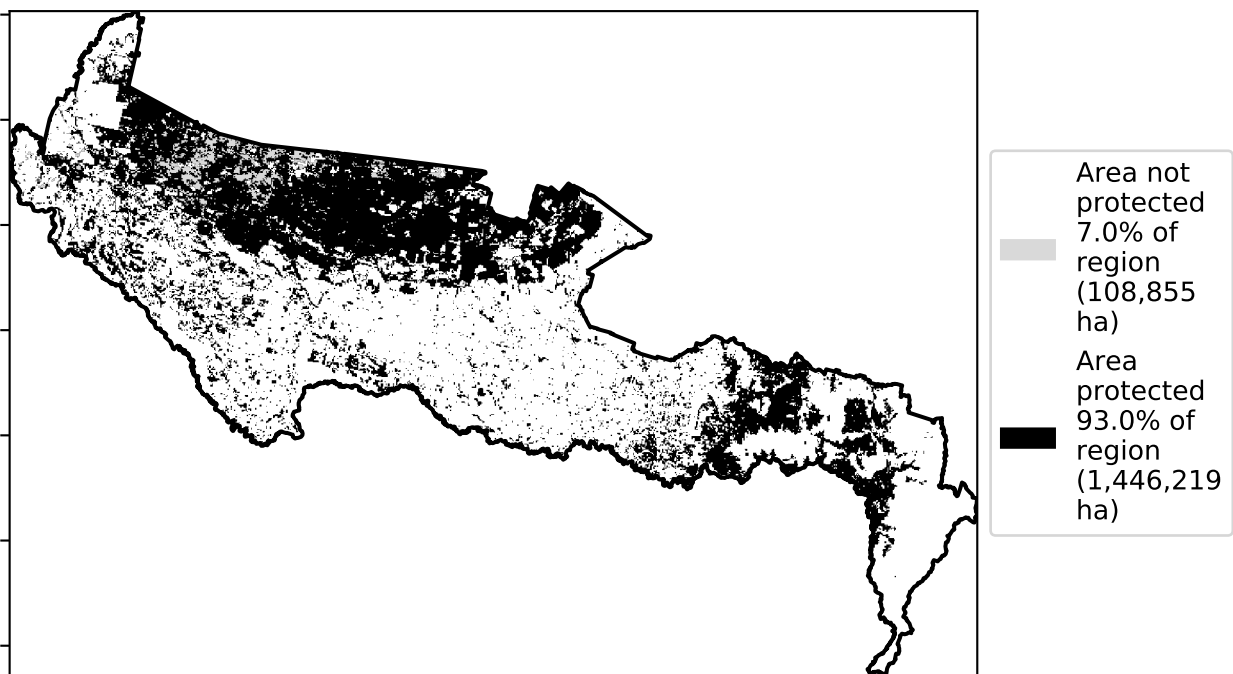 Area not
protected
7.0% of
region
(108,855
ha)
Area
protected
93.0% of
region
(1,446,219
ha)